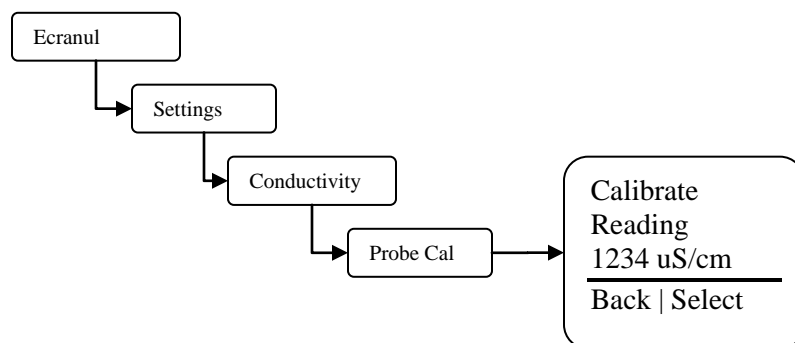 Ecranul
Settings
Conductivity
Probe Cal
Calibrate
Reading
1234 uS/cm
Back | Select